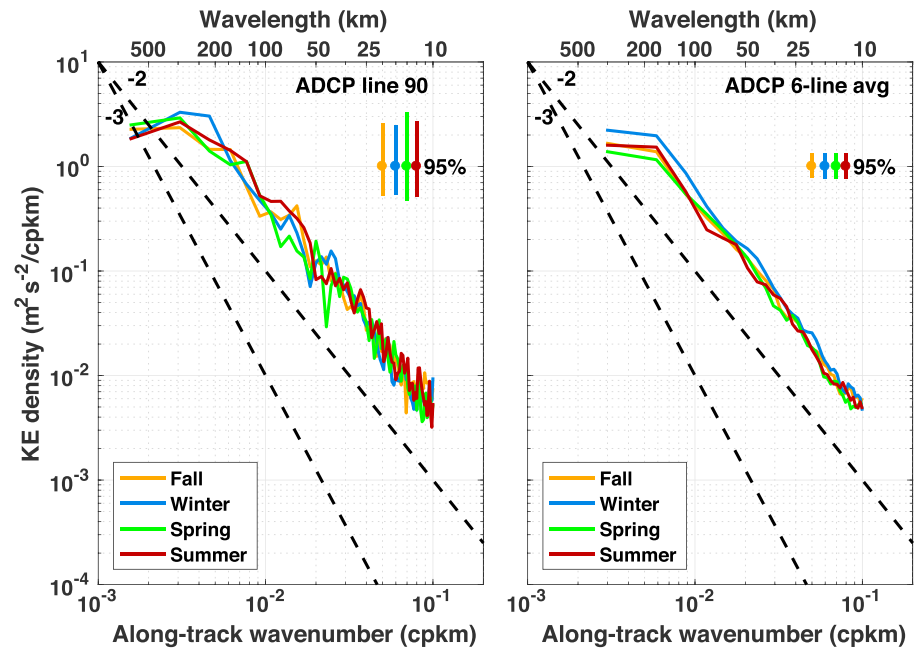 Wavelength (km)
500 200 100 50 25 10
ADCP line 90
-2
-3
95%
10^1
10^0
10^-1
10^-2
10^-3
10^-4
KE density (m^2 s^-2/cpkm)
Fall
Winter
Spring
Summer
10^-3 10^-2 10^-1
Along-track wavenumber (cpkm)
Wavelength (km)
500 200 100 50 25 10
ADCP 6-line avg
-2
-3
95%
Fall
Winter
Spring
Summer
10^-3 10^-2 10^-1
Along-track wavenumber (cpkm)